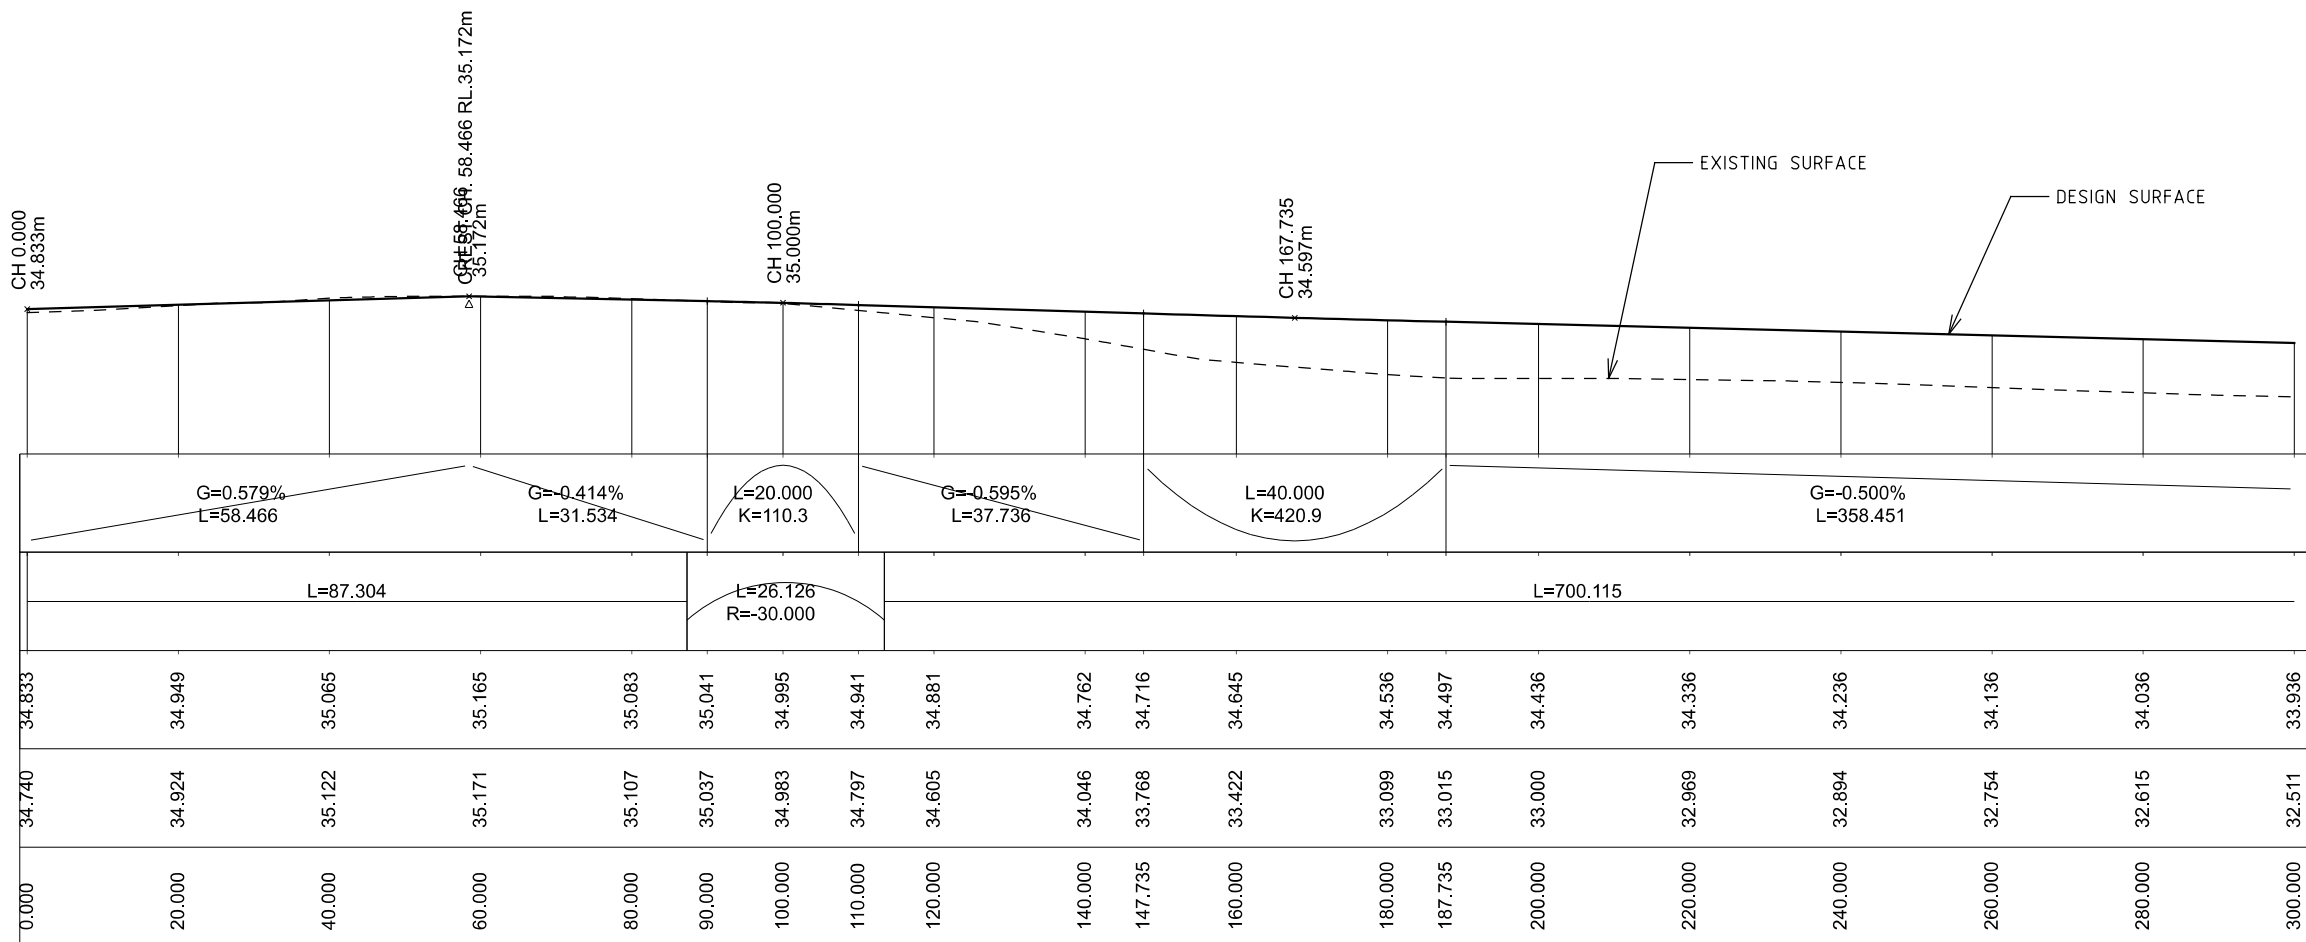 CH 0.000
34.833m
CH 58.466
35.172m
CREST CH. 58.466 RL.35.172m
CH 100.000
35.000m
CH 167.735
34.597m
EXISTING SURFACE
DESIGN SURFACE
G=0.579%
L=58.466
G=-0.414%
L=31.534
L=20.000
K=110.3
G=-0.595%
L=37.736
L=40.000
K=420.9
G=-0.500%
L=358.451
L=87.304
L=26.126
R=-30.000
L=700.115
34.833 34.949 35.065 35.165 35.083 35.041 34.995 34.941 34.881 34.762 34.716 34.645 34.536 34.497 34.436 34.336 34.236 34.136 34.036 33.936
34.740 34.924 35.122 35.171 35.107 35.037 34.983 34.797 34.605 34.046 33.768 33.422 33.099 33.015 33.000 32.969 32.894 32.754 32.615 32.511
0.000 20.000 40.000 60.000 80.000 90.000 100.000 110.000 120.000 140.000 147.735 160.000 180.000 187.735 200.000 220.000 240.000 260.000 280.000 300.000